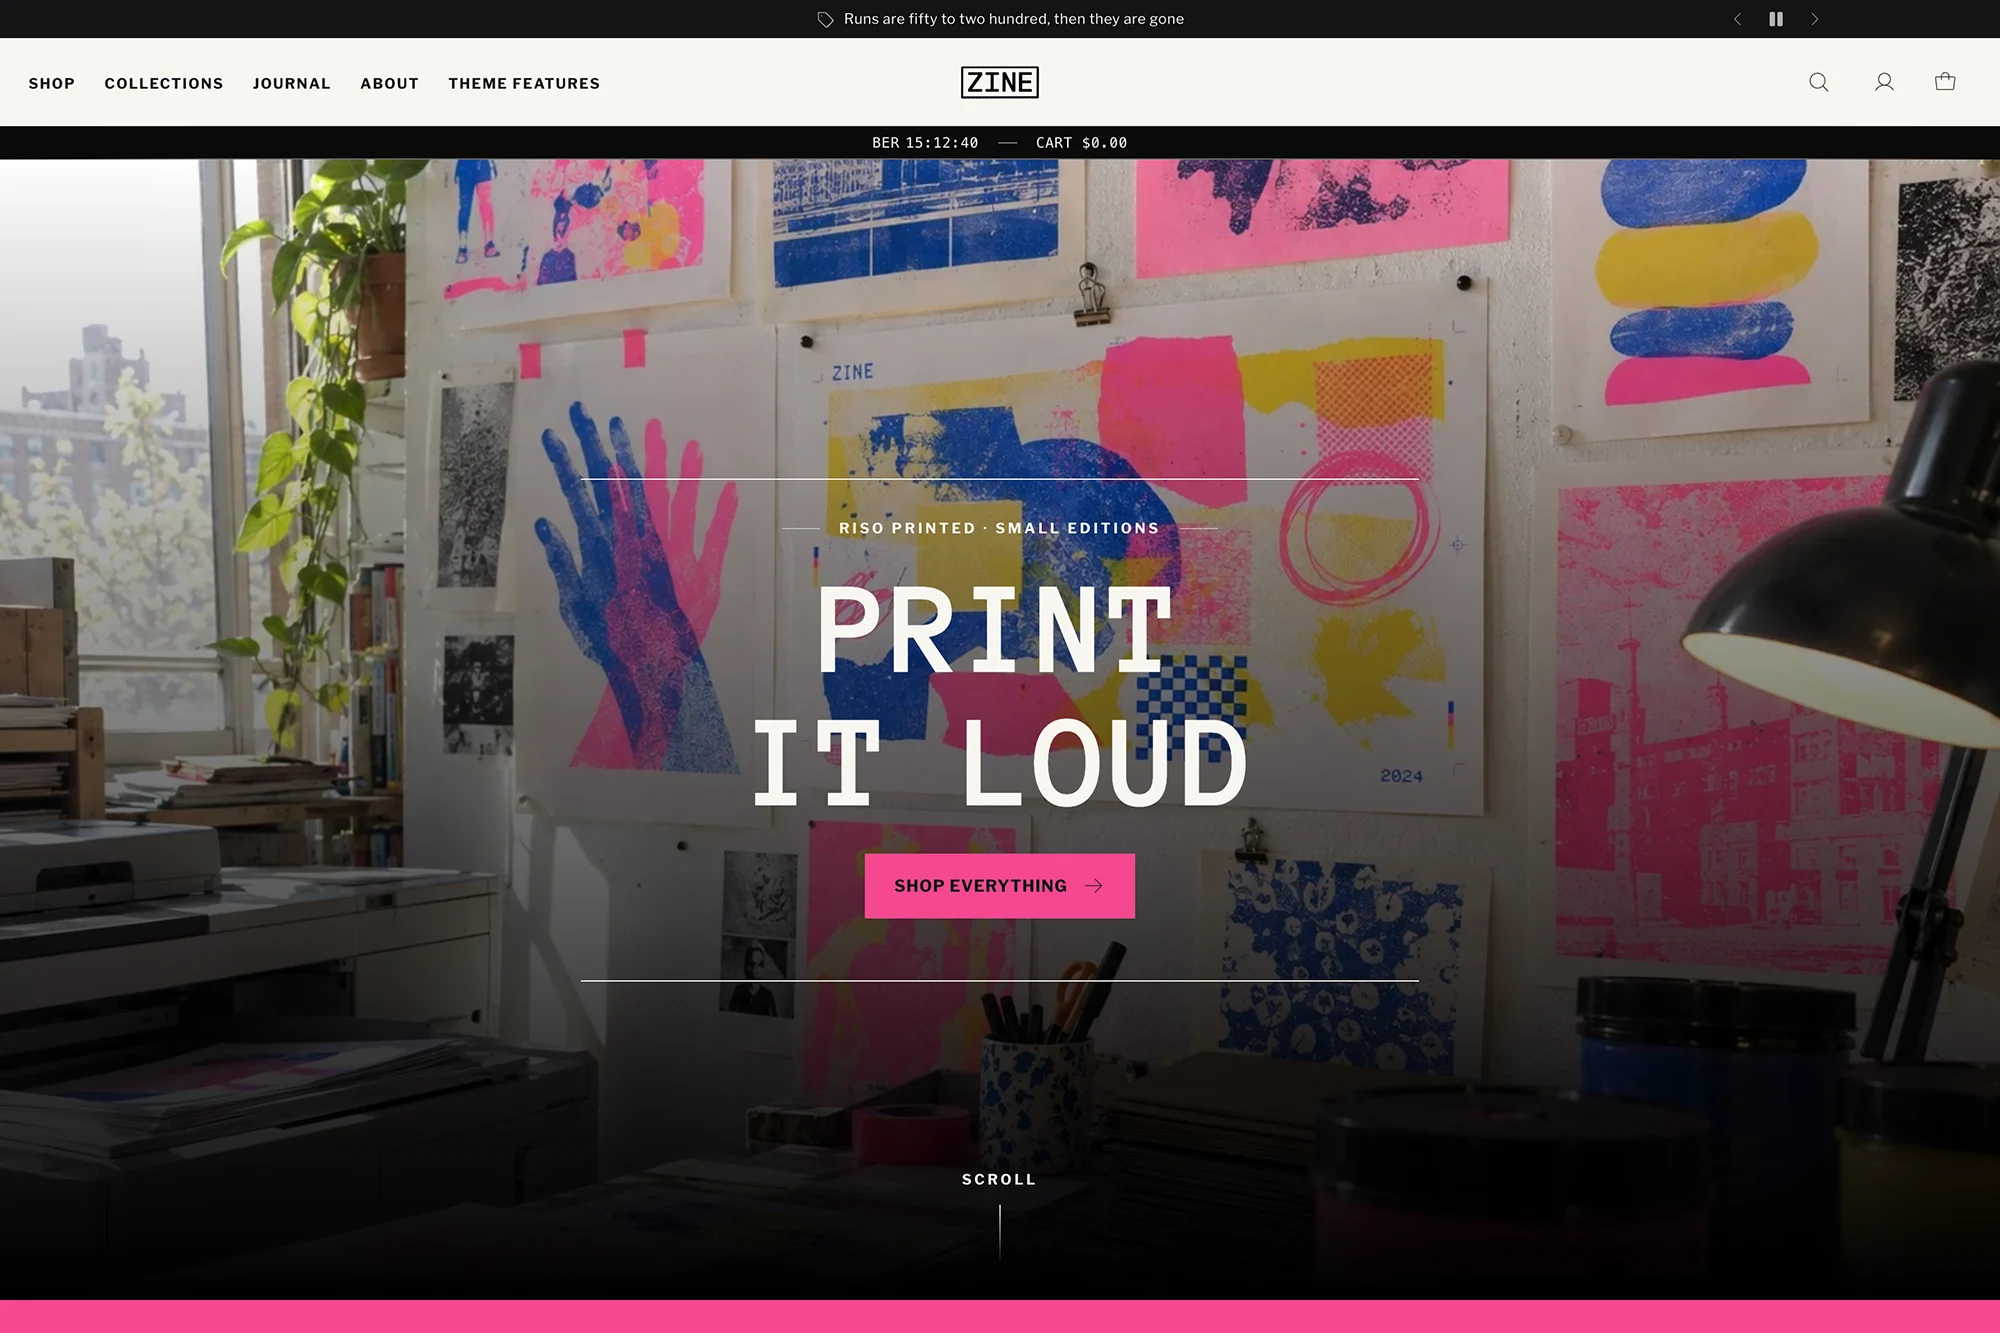 Runs are fifty to two hundred, then they are gone
SHOP COLLECTIONS JOURNAL ABOUT THEME FEATURES
ZINE
BER 15:12:40 — CART $0.00
ZINE
RISO PRINTED · SMALL EDITIONS
PRINT
IT LOUD
2024
SHOP EVERYTHING
SCROLL